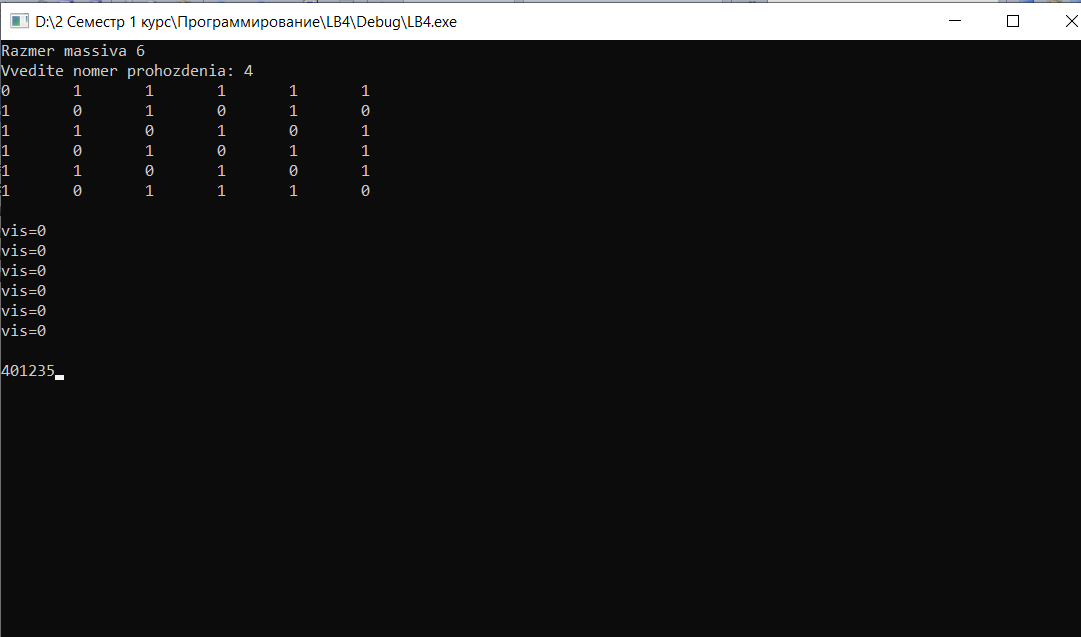 D:\2 Семестр 1 курс\Программирование\LB4\Debug\LB4.exe
Razmer massiva 6
Vvedite nomer prohozdenia: 4
0 1 1 1 1 1
1 0 1 0 1 0
1 1 0 1 0 1
1 0 1 0 1 1
1 1 0 1 0 1
1 0 1 1 1 0
vis=0
vis=0
vis=0
vis=0
vis=0
vis=0
401235